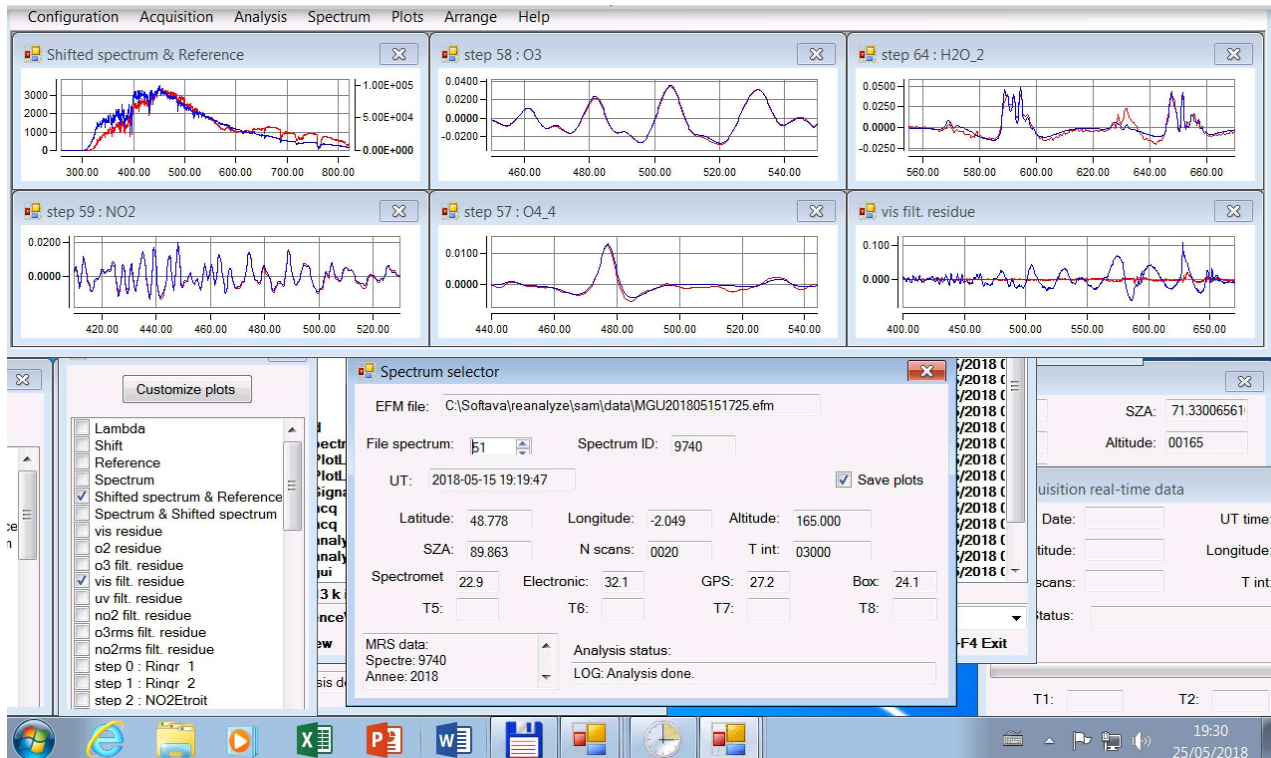 Configuration Acquisition Analysis Spectrum Plots Arrange Help
Shifted spectrum & Reference
3000
2000
1000
0
1.00E+005
5.00E+004
0.00E+000
300.00 400.00 500.00 600.00 700.00 800.00
step 58 : O3
0.0400
0.0200
0.0000
-0.0200
460.00 480.00 500.00 520.00 540.00
step 64 : H2O_2
0.0500
0.0250
0.0000
-0.0250
560.00 580.00 600.00 620.00 640.00 660.00
step 59 : NO2
0.0200
0.0000
420.00 440.00 460.00 480.00 500.00 520.00
step 57 : O4_4
0.0100
0.0000
440.00 460.00 480.00 500.00 520.00 540.00
vis filt. residue
0.100
0.000
400.00 450.00 500.00 550.00 600.00 650.00
Customize plots
Lambda
Shift
Reference
Spectrum
Shifted spectrum & Reference
Spectrum & Shifted spectrum
vis residue
o2 residue
o3 filt. residue
vis filt. residue
uv filt. residue
no2 filt. residue
o3rms filt. residue
no2rms filt. residue
step 0 : Ringr_1
step 1 : Ringr_2
step 2 : NO2Etroit
Spectrum selector
EFM file: C:\Softava\reanalyze\sam\data\MGU201805151725.efm
File spectrum: 51 Spectrum ID: 9740
UT: 2018-05-15 19:19:47 Save plots
Latitude: 48.778 Longitude: -2.049 Altitude: 165.000
SZA: 89.863 N scans: 0020 T int: 03000
Spectromet 22.9 Electronic: 32.1 GPS: 27.2 Box: 24.1
T5: T6: T7: T8:
MRS data:
Spectre: 9740
Annee: 2018
Analysis status:
LOG: Analysis done.
SZA: 71.33006561
Altitude: 00165
uisition real-time data
Date: UT time:
titude: Longitude:
scans: T int:
Status:
+F4 Exit
T1: T2:
19:30
25/05/2018